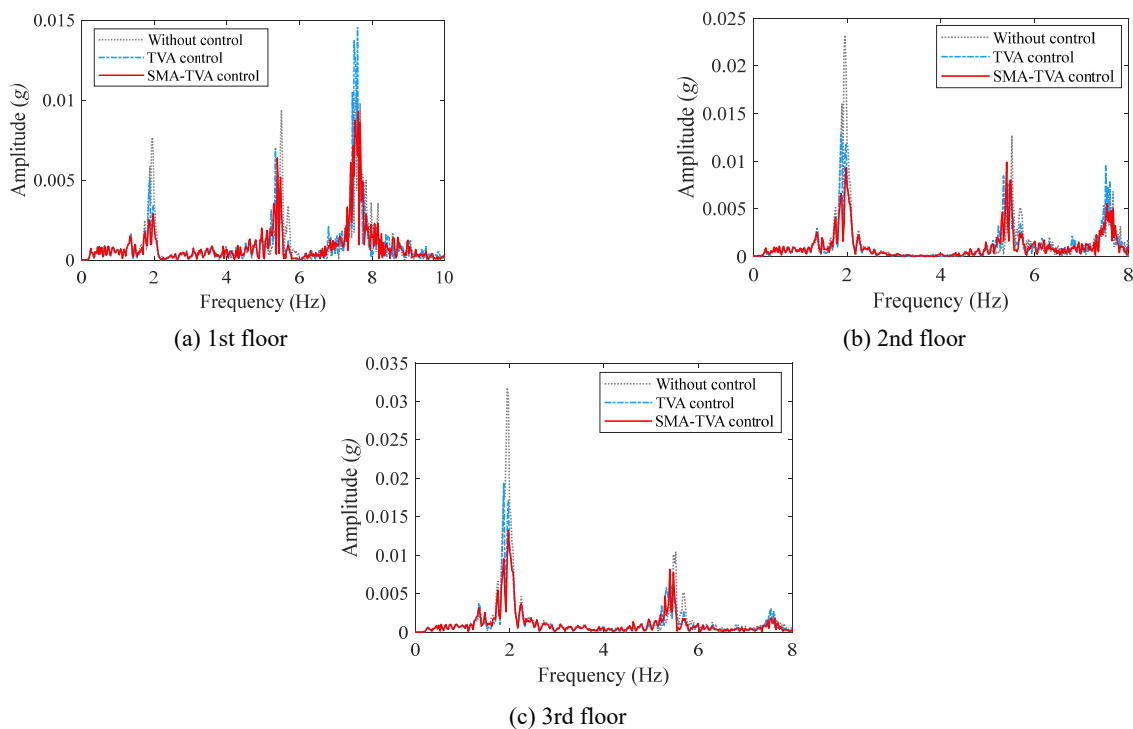 0.015
0.01
0.005
0
Amplitude (g)
Without control
TVA control
SMA-TVA control
0 2 4 6 8 10
Frequency (Hz)
(a) 1st floor
0.025
0.02
0.015
0.01
0.005
0
Amplitude (g)
Without control
TVA control
SMA-TVA control
0 2 4 6 8
Frequency (Hz)
(b) 2nd floor
0.035
0.03
0.025
0.02
0.015
0.01
0.005
0
Amplitude (g)
Without control
TVA control
SMA-TVA control
0 2 4 6 8
Frequency (Hz)
(c) 3rd floor